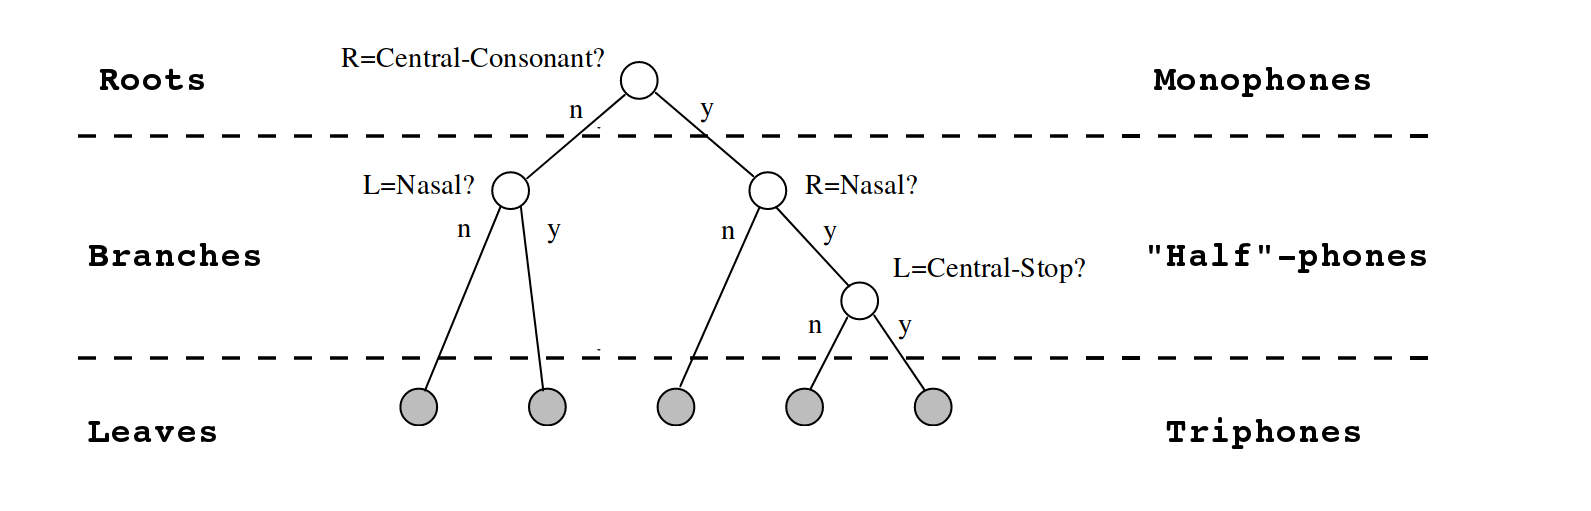 R=Central-Consonant?
Roots
Monophones
n
y
L=Nasal?
R=Nasal?
n
y
n
y
Branches
"Half"-phones
L=Central-Stop?
n
y
Leaves
Triphones